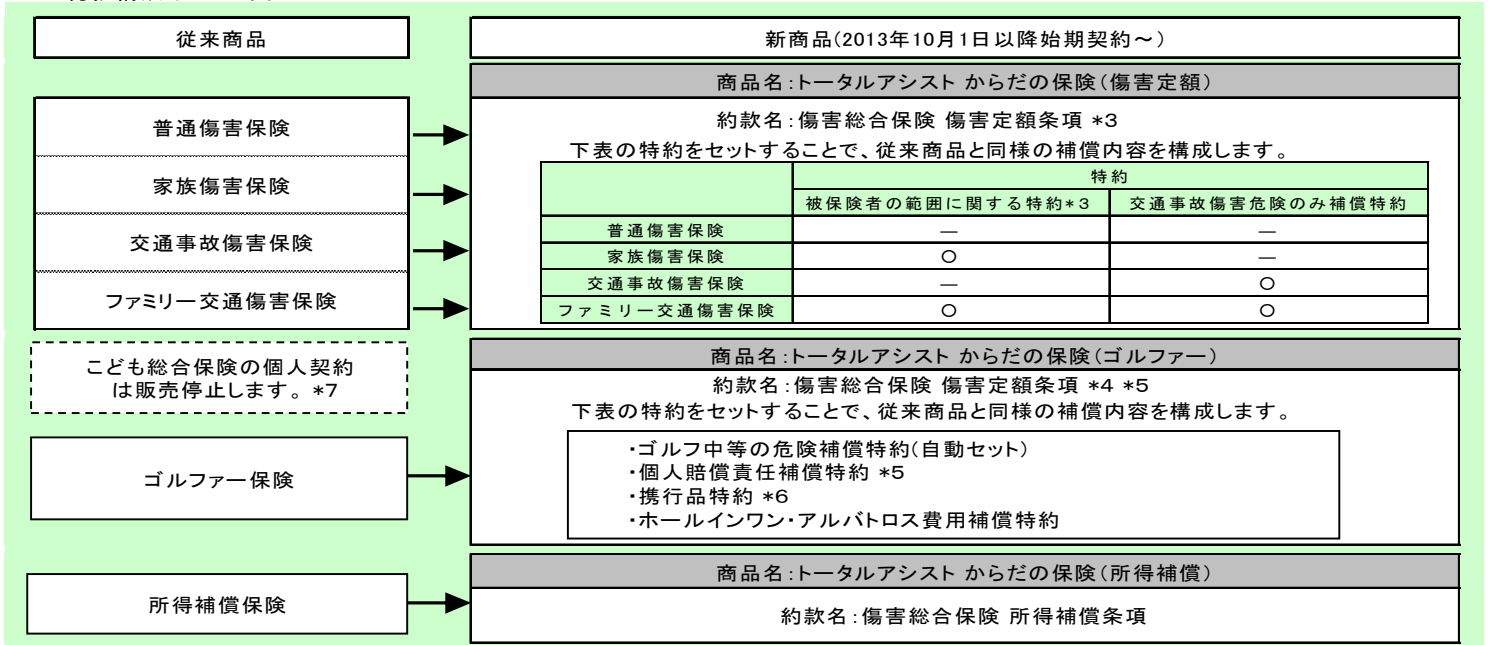 従来商品
新商品(2013年10月1日以降始期契約～)
商品名:トータルアシスト からだの保険(傷害定額)
普通傷害保険
家族傷害保険
交通事故傷害保険
ファミリー交通傷害保険
約款名:傷害総合保険 傷害定額条項 *3
下表の特約をセットすることで、従来商品と同様の補償内容を構成します。
特約
被保険者の範囲に関する特約*3 交通事故傷害危険のみ補償特約
普通傷害保険 ― ―
家族傷害保険 ○ ―
交通事故傷害保険 ― ○
ファミリー交通傷害保険 ○ ○
こども総合保険の個人契約
は販売停止します。*7
商品名:トータルアシスト からだの保険(ゴルファー)
約款名:傷害総合保険 傷害定額条項 *4 *5
下表の特約をセットすることで、従来商品と同様の補償内容を構成します。
ゴルファー保険
・ゴルフ中等の危険補償特約(自動セット)
・個人賠償責任補償特約 *5
・携行品特約 *6
・ホールインワン・アルバトロス費用補償特約
商品名:トータルアシスト からだの保険(所得補償)
所得補償保険
約款名:傷害総合保険 所得補償条項